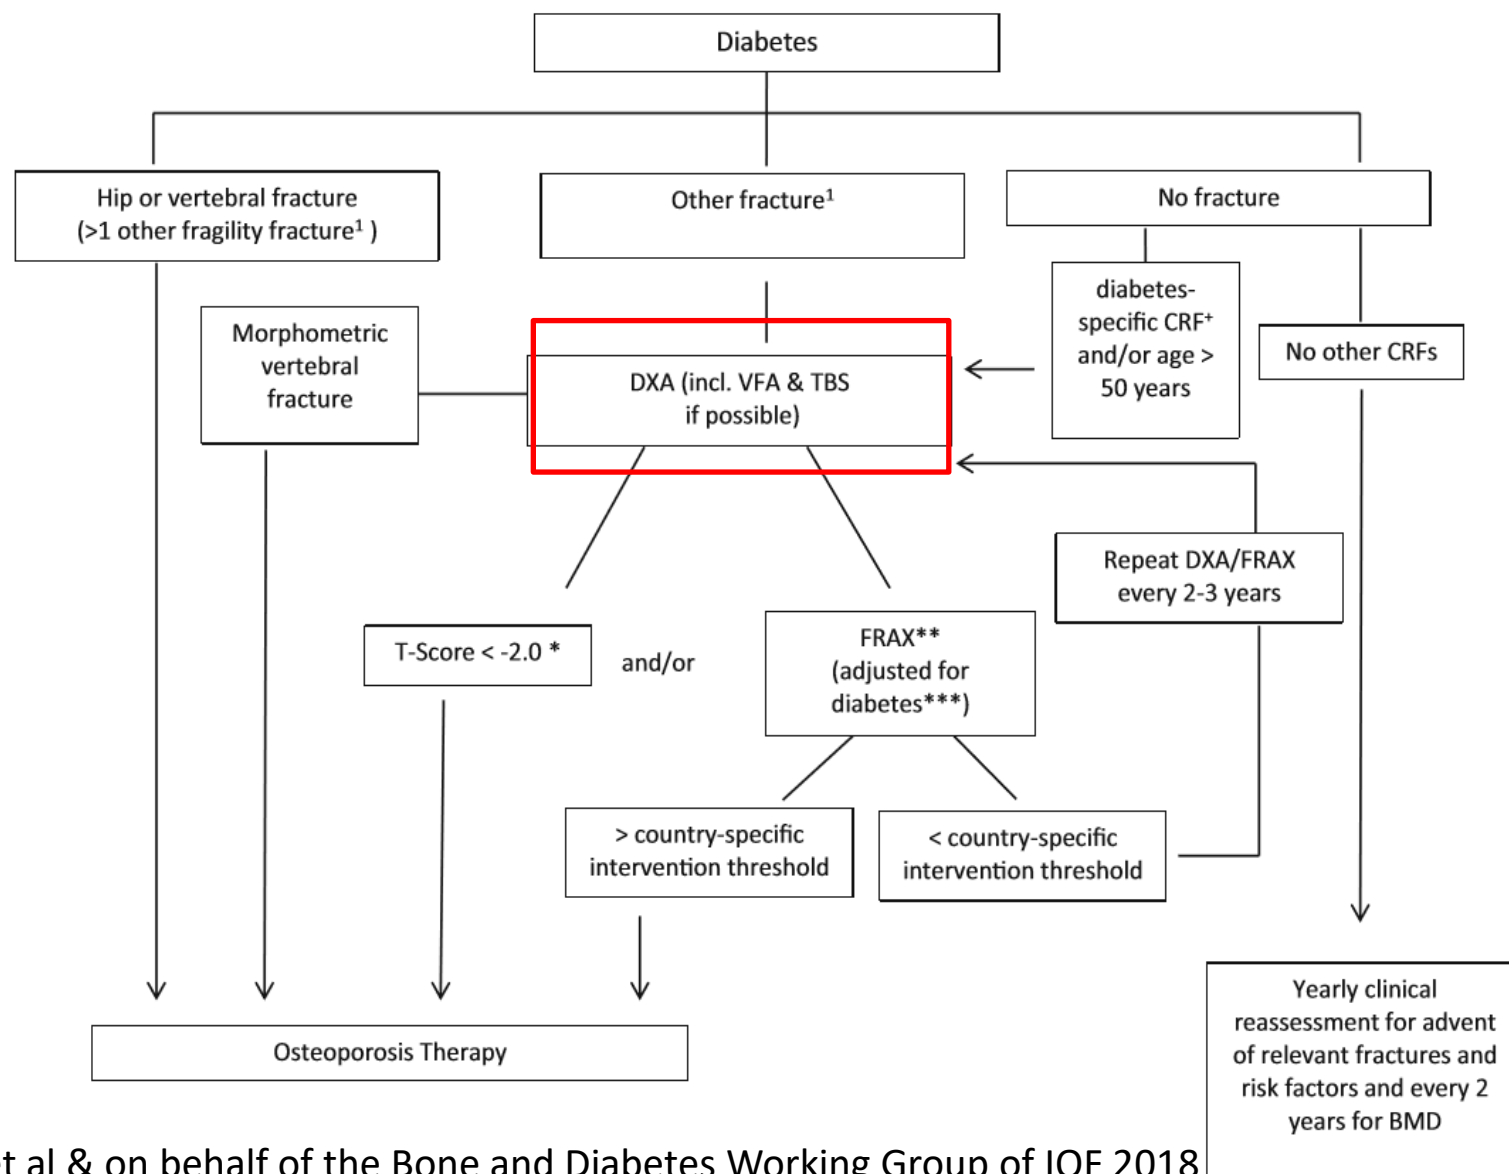 Diabetes
Hip or vertebral fracture
(>1 other fragility fracture¹ )
Other fracture¹
No fracture
Morphometric
vertebral
fracture
DXA (incl. VFA & TBS
if possible)
diabetes-
specific CRF⁺
and/or age >
50 years
No other CRFs
Repeat DXA/FRAX
every 2-3 years
T-Score < -2.0 *
and/or
FRAX**
(adjusted for
diabetes***)
> country-specific
intervention threshold
< country-specific
intervention threshold
Osteoporosis Therapy
Yearly clinical
reassessment for advent
of relevant fractures and
risk factors and every 2
years for BMD
et al & on behalf of the Bone and Diabetes Working Group of IOF 2018